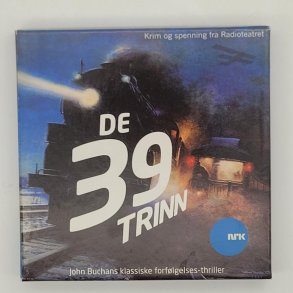 Krim og spenning fra Radioteatret
DE
39
TRINN
NRK
John Buchans klassiske forfølgelses-thriller